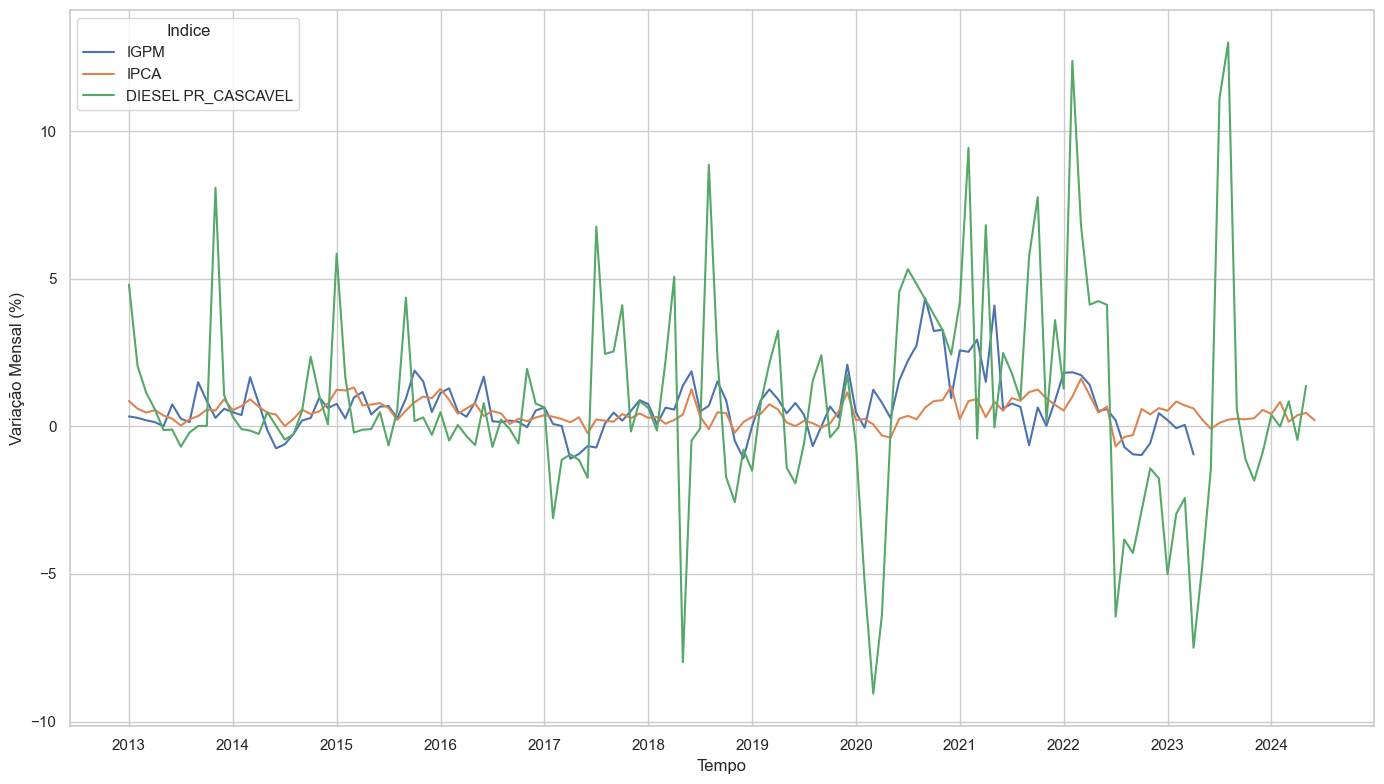 Indice
IGPM
IPCA
DIESEL PR_CASCAVEL
Variação Mensal (%)
10
5
0
−5
−10
2013 2014 2015 2016 2017 2018 2019 2020 2021 2022 2023 2024
Tempo